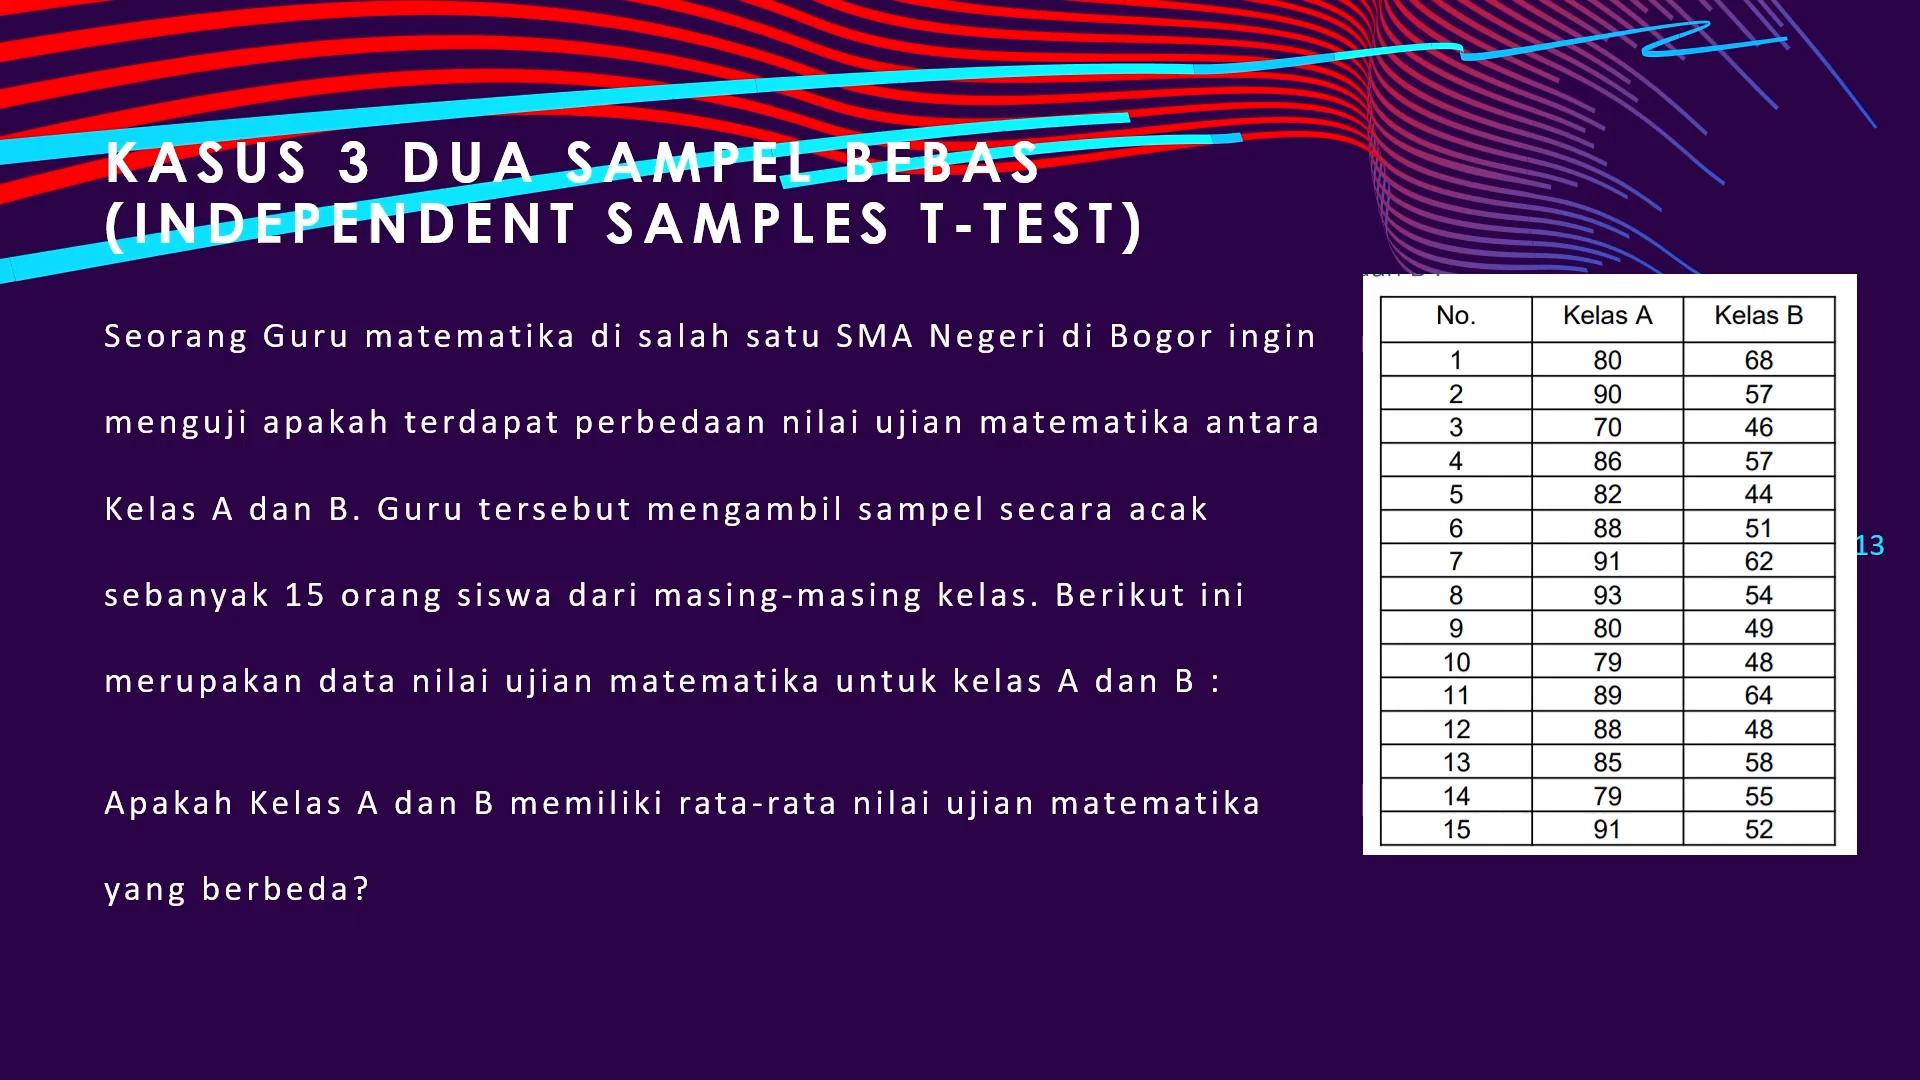 KASUS 3 DUA SAMPEL BEBAS
(INDEPENDENT SAMPLES T-TEST)
Seorang Guru matematika di salah satu SMA Negeri di Bogor ingin
menguji apakah terdapat perbedaan nilai ujian matematika antara
Kelas A dan B. Guru tersebut mengambil sampel secara acak
sebanyak 15 orang siswa dari masing-masing kelas. Berikut ini
merupakan data nilai ujian matematika untuk kelas A dan B :
Apakah Kelas A dan B memiliki rata-rata nilai ujian matematika
yang berbeda?
No. Kelas A Kelas B
1 80 68
2 90 57
3 70 46
4 86 57
5 82 44
6 88 51
7 91 62
8 93 54
9 80 49
10 79 48
11 89 64
12 88 48
13 85 58
14 79 55
15 91 52
13